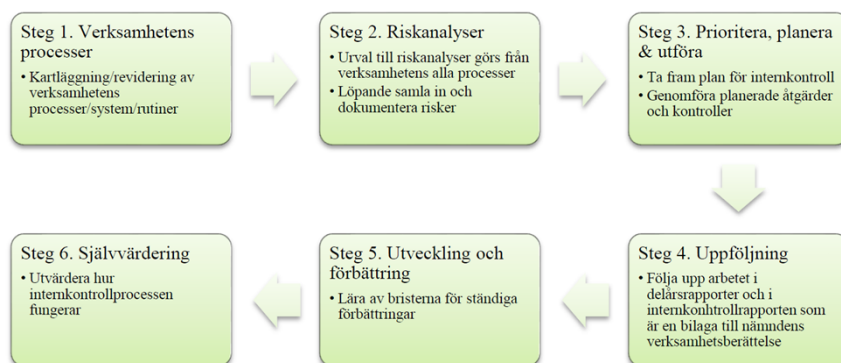 Steg 1. Verksamhetens
processer
• Kartläggning/revidering av
verksamhetens
processer/system/rutiner
Steg 2. Riskanalyser
• Urval till riskanalyser görs från
verksamhetens alla processer
• Löpande samla in och
dokumentera risker
Steg 3. Prioritera, planera
& utföra
• Ta fram plan för internkontroll
• Genomföra planerade åtgärder
och kontroller
Steg 4. Uppföljning
• Följa upp arbetet i
delårsrapporter och i
internkonhtrollrapporten som
är en bilaga till nämndens
verksamhetsberättelse
Steg 5. Utveckling och
förbättring
• Lära av bristerna för ständiga
förbättringar
Steg 6. Självvärdering
• Utvärdera hur
internkontrollprocessen
fungerar